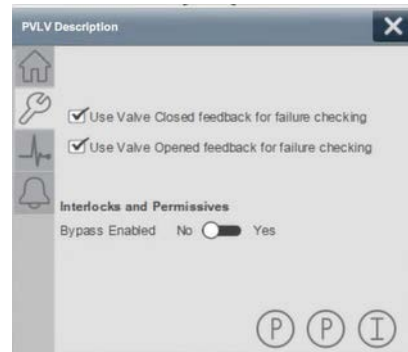 PVLV Description
Use Valve Closed feedback for failure checking
Use Valve Opened feedback for failure checking
Interlocks and Permissives
Bypass Enabled No Yes
P P I